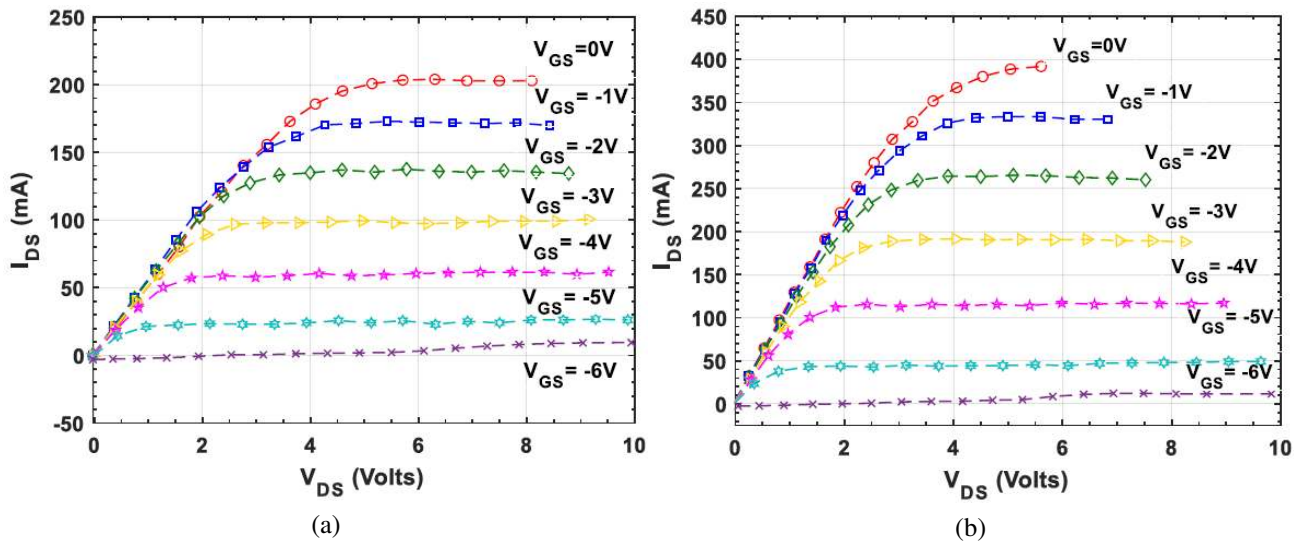 250
200
150
100
50
0
-50
I_DS (mA)
V_GS=0V
V_GS= -1V
V_GS= -2V
V_GS= -3V
V_GS= -4V
V_GS= -5V
V_GS= -6V
0 2 4 6 8 10
V_DS (Volts)
(a)
450
400
350
300
250
200
150
100
50
0
I_DS (mA)
V_GS=0V
V_GS= -1V
V_GS= -2V
V_GS= -3V
V_GS= -4V
V_GS= -5V
V_GS= -6V
0 2 4 6 8 10
V_DS (Volts)
(b)